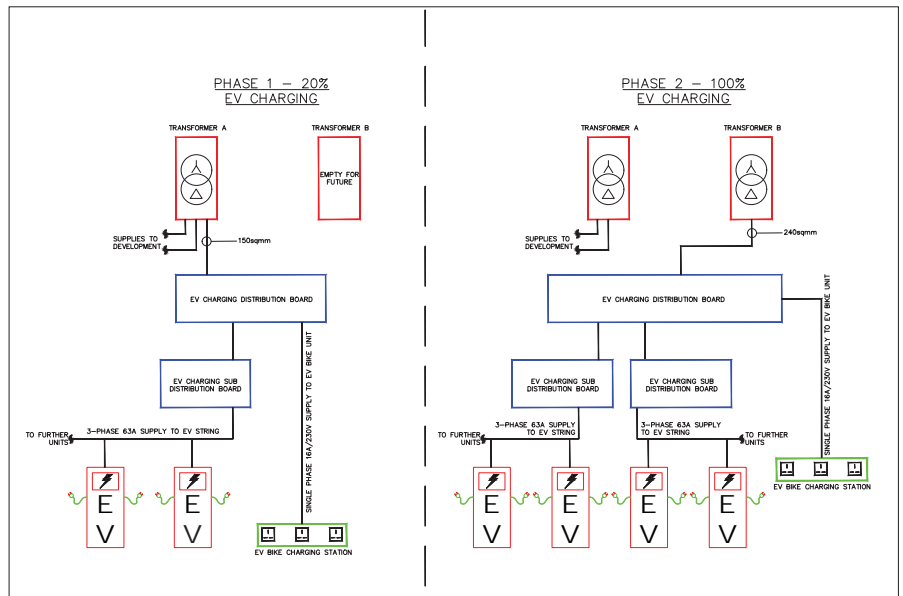 PHASE 1 – 20%
EV CHARGING
TRANSFORMER A
TRANSFORMER B
EMPTY FOR
FUTURE
SUPPLIES TO
DEVELOPMENT
150sqmm
EV CHARGING DISTRIBUTION BOARD
EV CHARGING SUB
DISTRIBUTION BOARD
SINGLE PHASE 16A/230V SUPPLY TO EV BIKE UNIT
3-PHASE 63A SUPPLY TO EV STRING
TO FURTHER
UNITS
E
V
E
V
EV BIKE CHARGING STATION
PHASE 2 – 100%
EV CHARGING
TRANSFORMER A
TRANSFORMER B
SUPPLIES TO
DEVELOPMENT
240sqmm
EV CHARGING DISTRIBUTION BOARD
EV CHARGING SUB
DISTRIBUTION BOARD
EV CHARGING SUB
DISTRIBUTION BOARD
SINGLE PHASE 16A/230V SUPPLY TO EV BIKE UNIT
3-PHASE 63A SUPPLY
TO EV STRING
3-PHASE 63A SUPPLY
TO EV STRING
TO FURTHER
UNITS
TO FURTHER
UNITS
E
V
E
V
E
V
E
V
EV BIKE CHARGING STATION